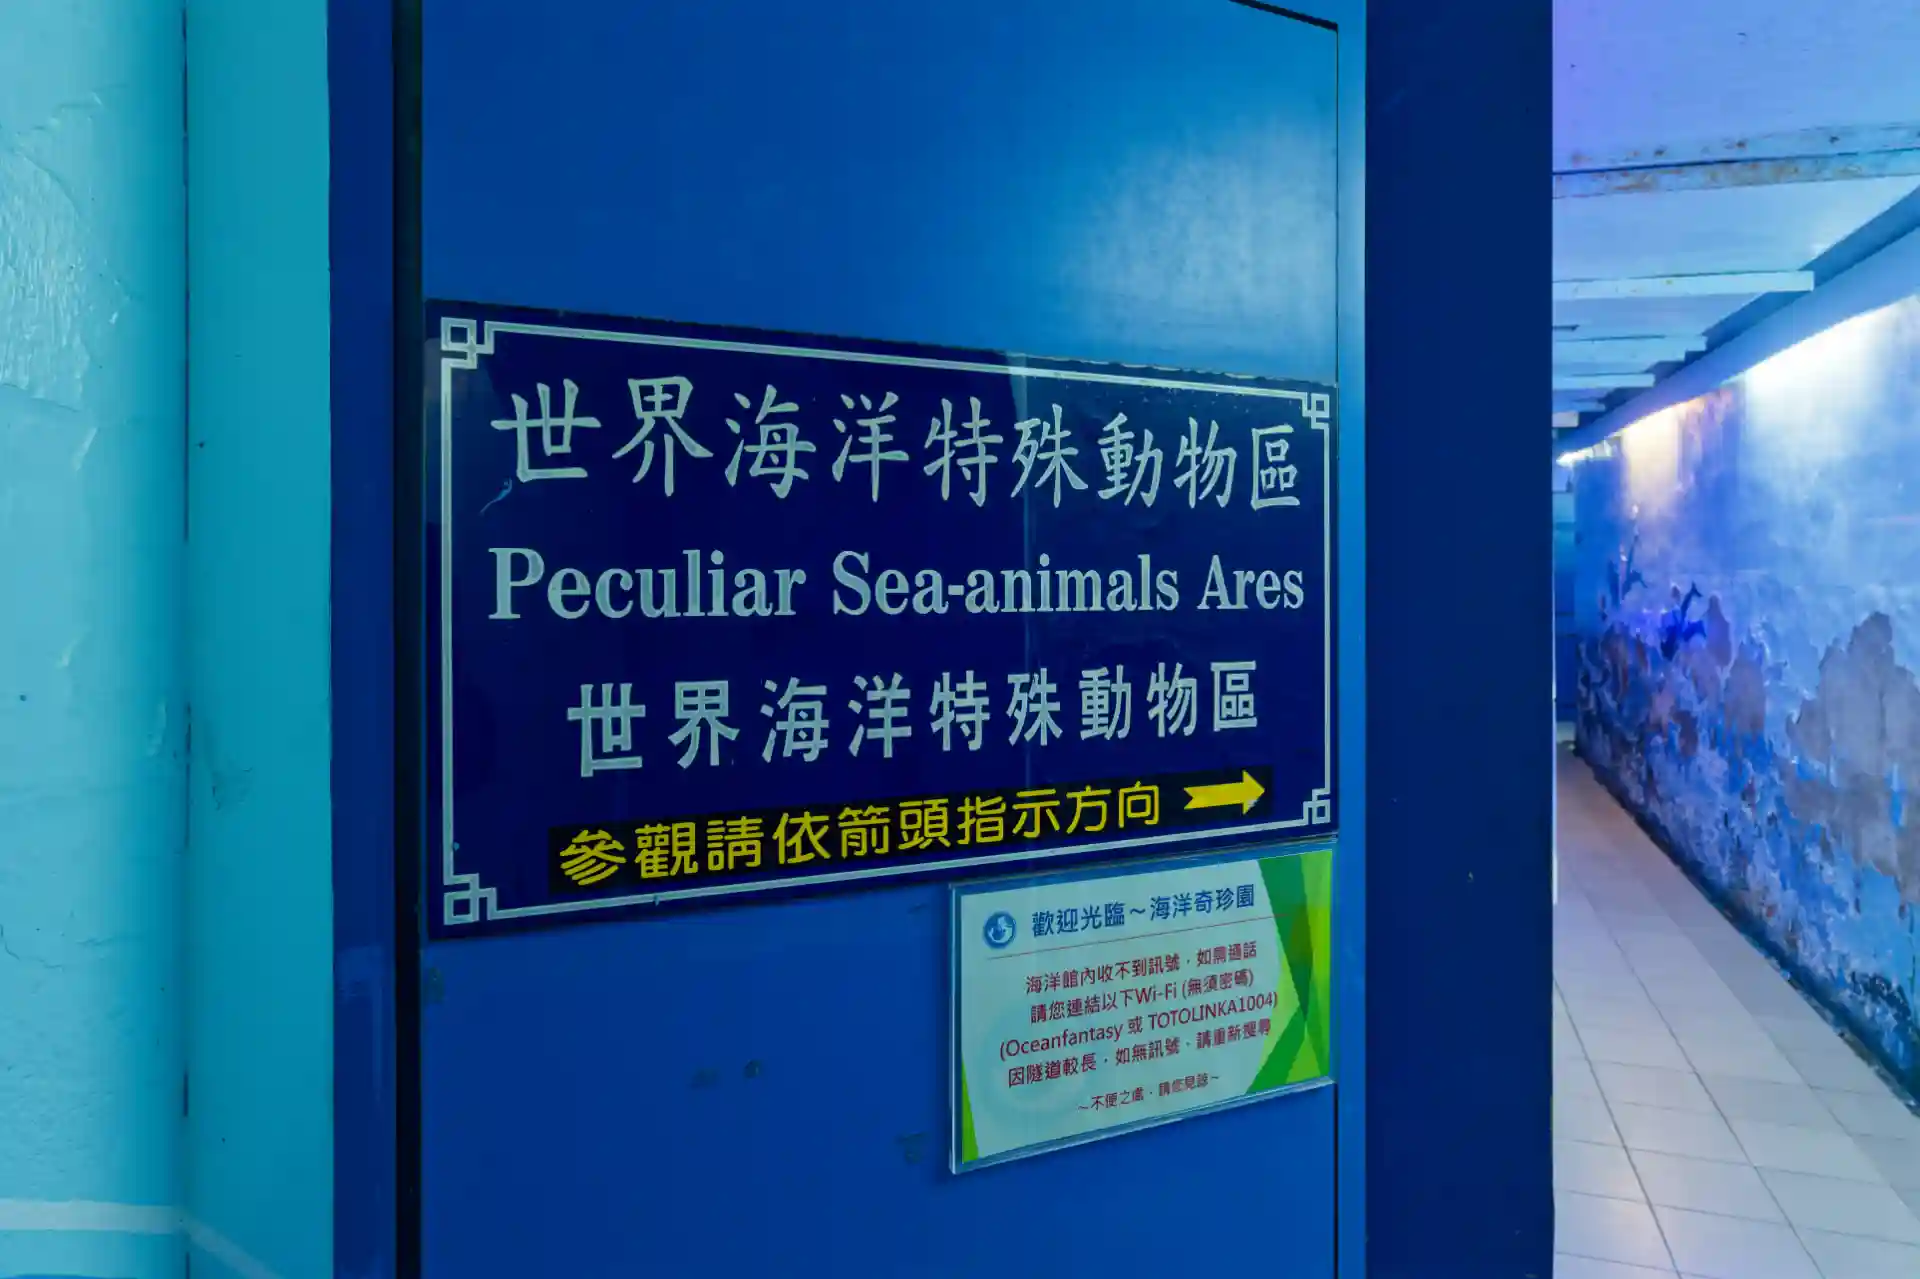 世界海洋特殊動物區
Peculiar Sea-animals Ares
世界海洋特殊動物區
參觀請依箭頭指示方向
歡迎光臨～海洋奇珍園
海洋館內收不到訊號，如需通話
請您連結以下Wi-Fi (無須密碼)
(Oceanfantasy 或 TOTOLINKA1004)
因隧道較長，如無訊號、請重新搜尋
～不便之處，請您見諒～